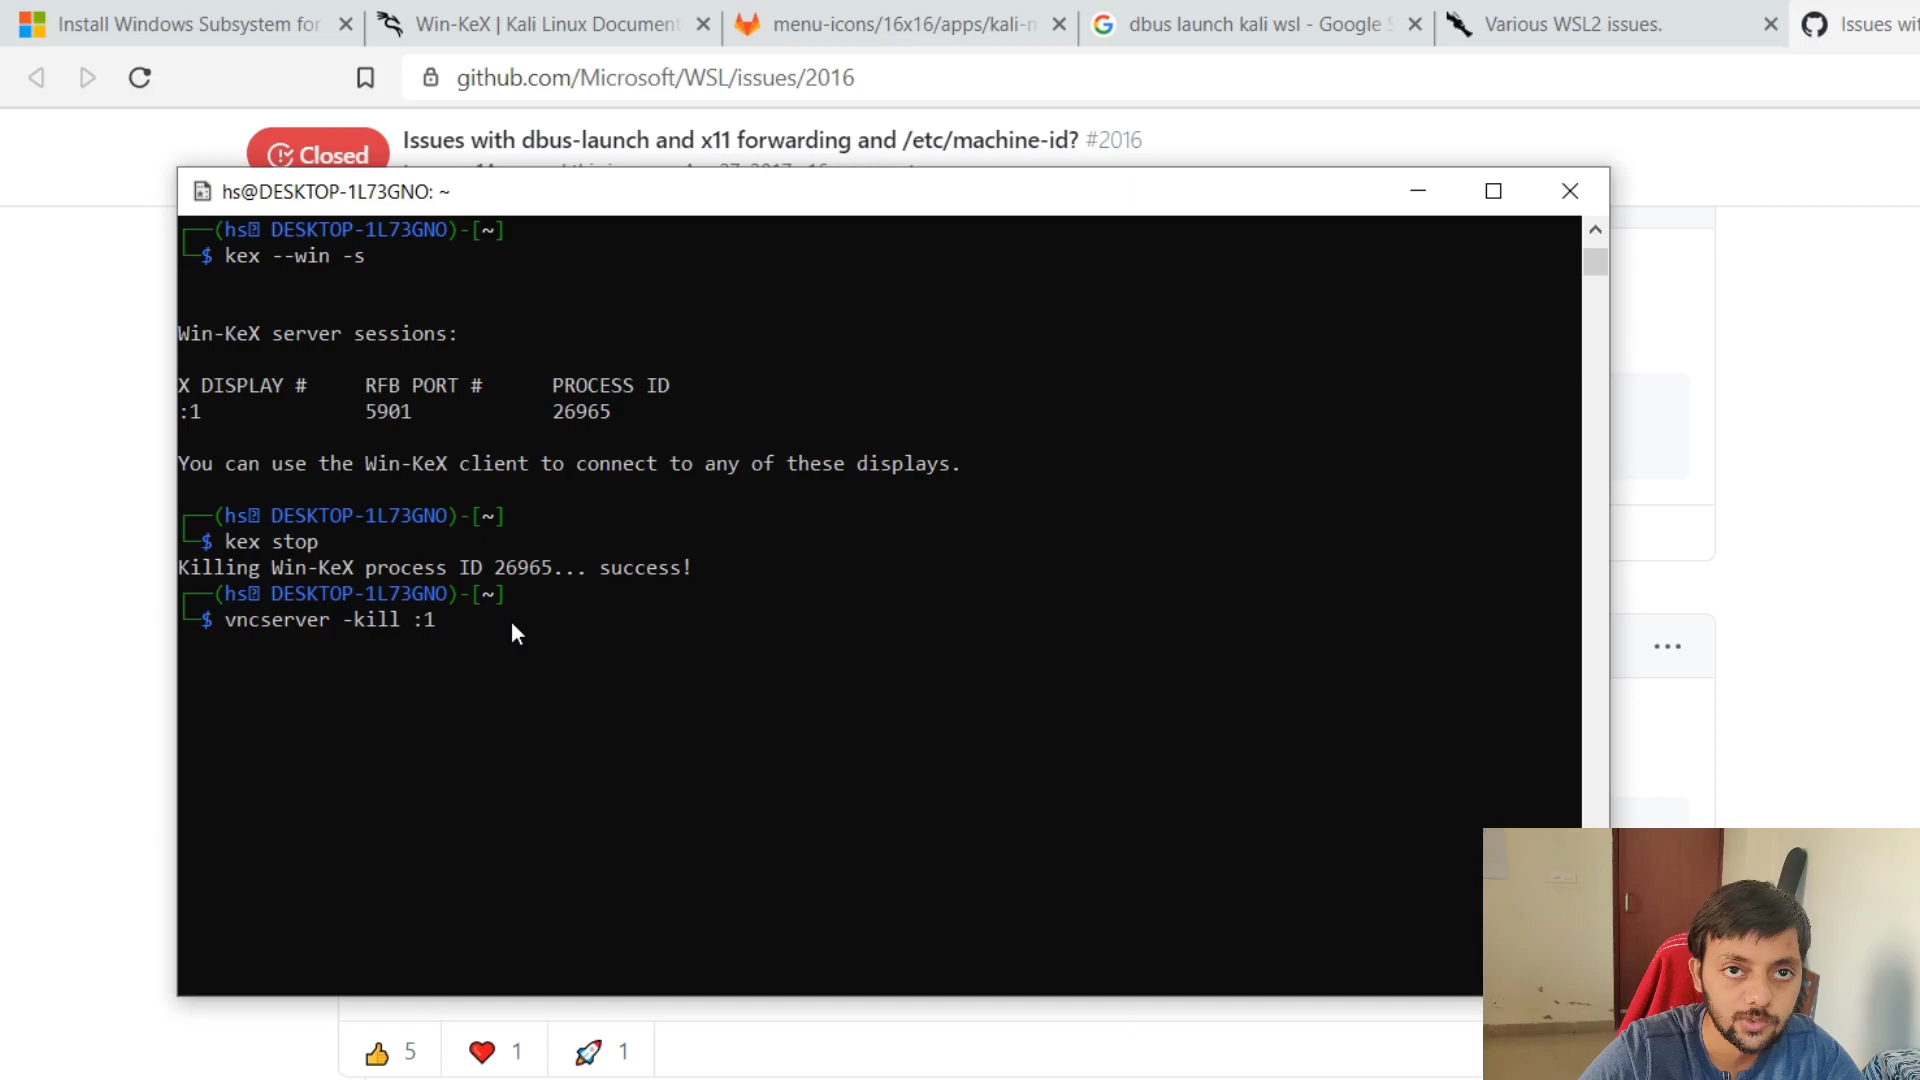 Install Windows Subsystem for
Win-KeX | Kali Linux Document
menu-icons/16x16/apps/kali-n
dbus launch kali wsl - Google S
Various WSL2 issues.
Issues wit
github.com/Microsoft/WSL/issues/2016
Closed
Issues with dbus-launch and x11 forwarding and /etc/machine-id? #2016
hs@DESKTOP-1L73GNO: ~
(hs DESKTOP-1L73GNO)-[~]
$ kex --win -s
Win-KeX server sessions:
X DISPLAY # RFB PORT # PROCESS ID
:1 5901 26965
You can use the Win-KeX client to connect to any of these displays.
(hs DESKTOP-1L73GNO)-[~]
$ kex stop
Killing Win-KeX process ID 26965... success!
(hs DESKTOP-1L73GNO)-[~]
$ vncserver -kill :1
5 1 1